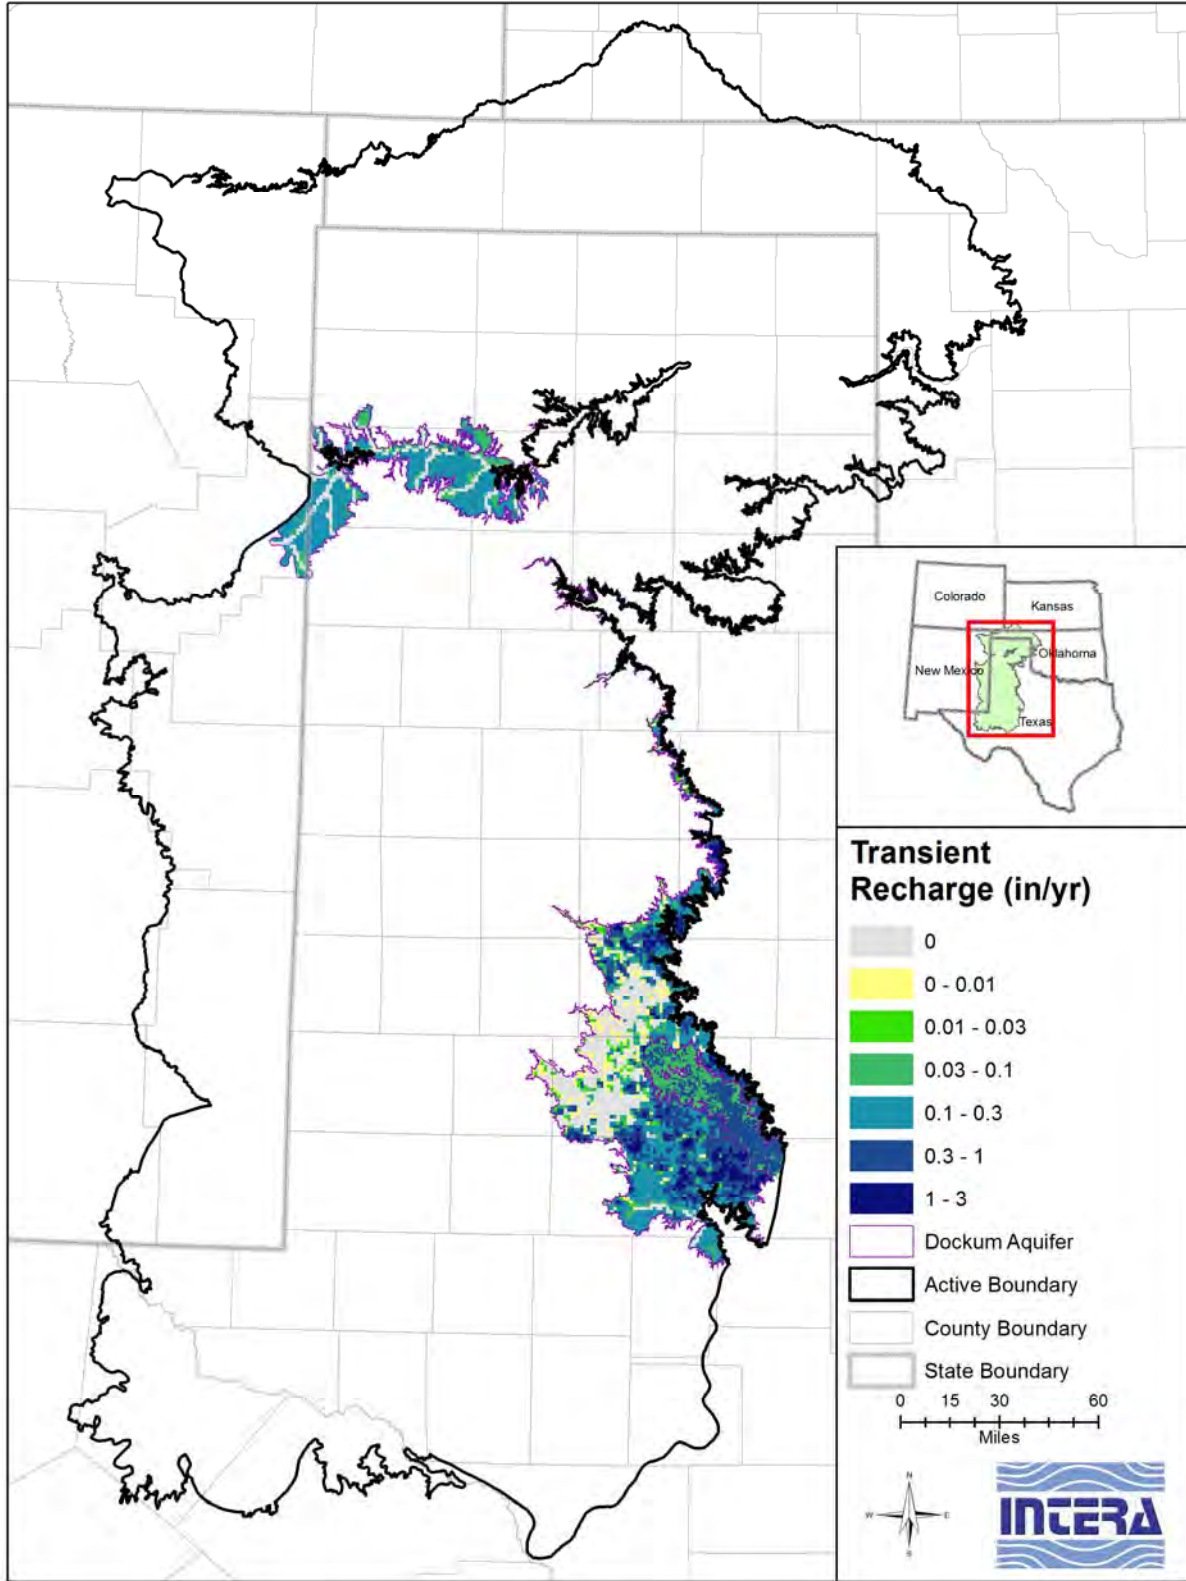 Colorado
Kansas
New Mexico
Oklahoma
Texas
Transient
Recharge (in/yr)
0
0 - 0.01
0.01 - 0.03
0.03 - 0.1
0.1 - 0.3
0.3 - 1
1 - 3
Dockum Aquifer
Active Boundary
County Boundary
State Boundary
0 15 30 60
Miles
N
W E
S
INTERA